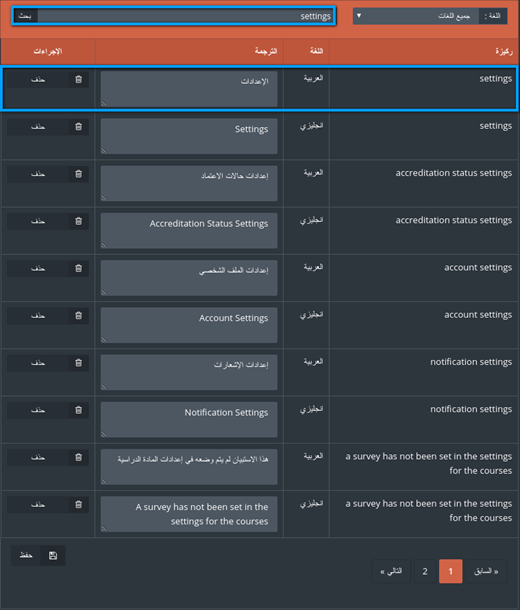 اللغة : جميع اللغات settings بحث
ركيزة اللغة الترجمة الإجراءات
settings العربية الإعدادات حذف
settings انجليزي Settings حذف
accreditation status settings العربية إعدادات حالات الاعتماد حذف
accreditation status settings انجليزي Accreditation Status Settings حذف
account settings العربية إعدادات الملف الشخصي حذف
account settings انجليزي Account Settings حذف
notification settings العربية إعدادات الإشعارات حذف
notification settings انجليزي Notification Settings حذف
a survey has not been set in the settings
for the courses
العربية هذا الاستبيان لم يتم وضعه في إعدادات المادة الدراسية حذف
a survey has not been set in the settings
for the courses
انجليزي
A survey has not been set in the
settings for the courses
حذف
حفظ
« السابق 1 2 التالي »